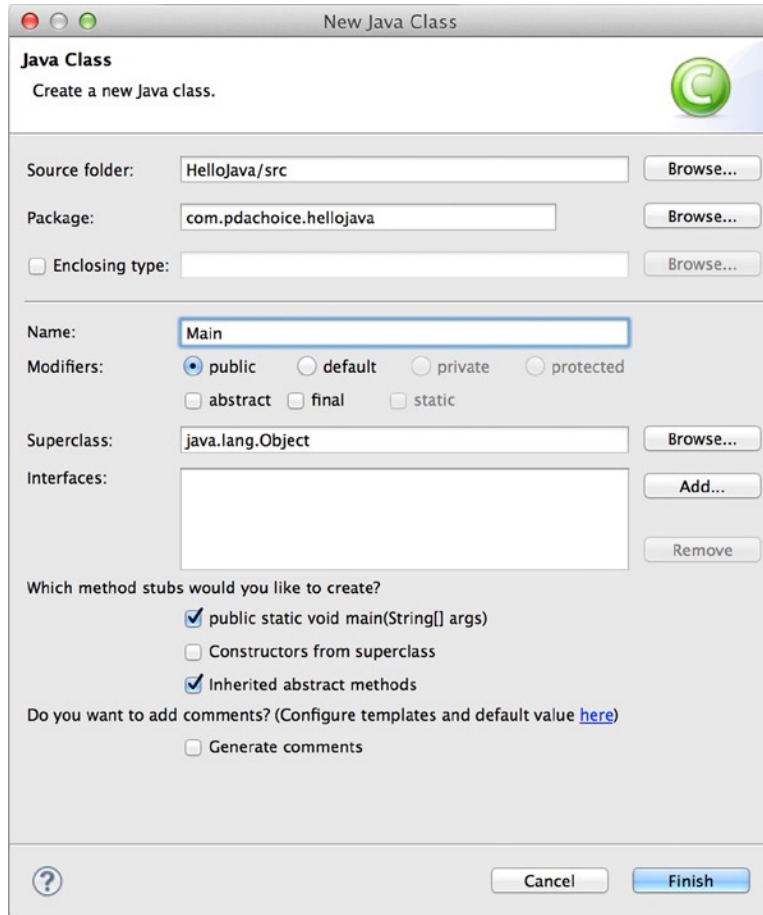 New Java Class
Java Class
Create a new Java class.
Source folder: HelloJava/src Browse...
Package: com.pdachoice.hellojava Browse...
Enclosing type: Browse...
Name: Main
Modifiers: public default private protected
abstract final static
Superclass: java.lang.Object Browse...
Interfaces: Add...
Remove
Which method stubs would you like to create?
public static void main(String[] args)
Constructors from superclass
Inherited abstract methods
Do you want to add comments? (Configure templates and default value here)
Generate comments
? Cancel Finish